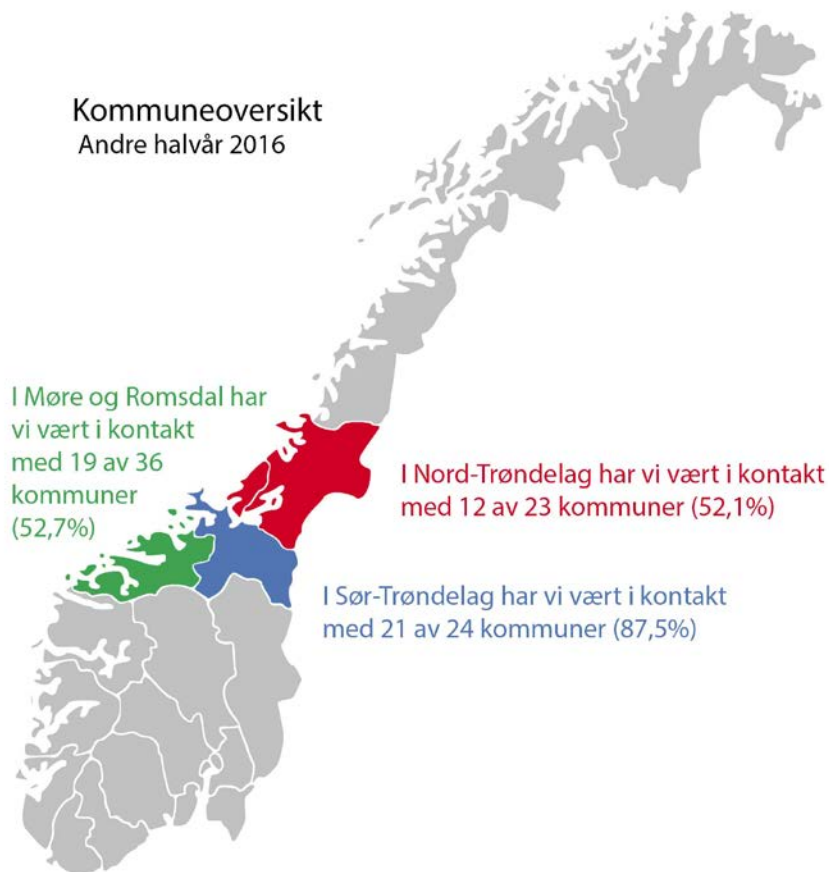 Kommuneoversikt
Andre halvår 2016
I Møre og Romsdal har
vi vært i kontakt
med 19 av 36
kommuner
(52,7%)
I Nord-Trøndelag har vi vært i kontakt
med 12 av 23 kommuner (52,1%)
I Sør-Trøndelag har vi vært i kontakt
med 21 av 24 kommuner (87,5%)